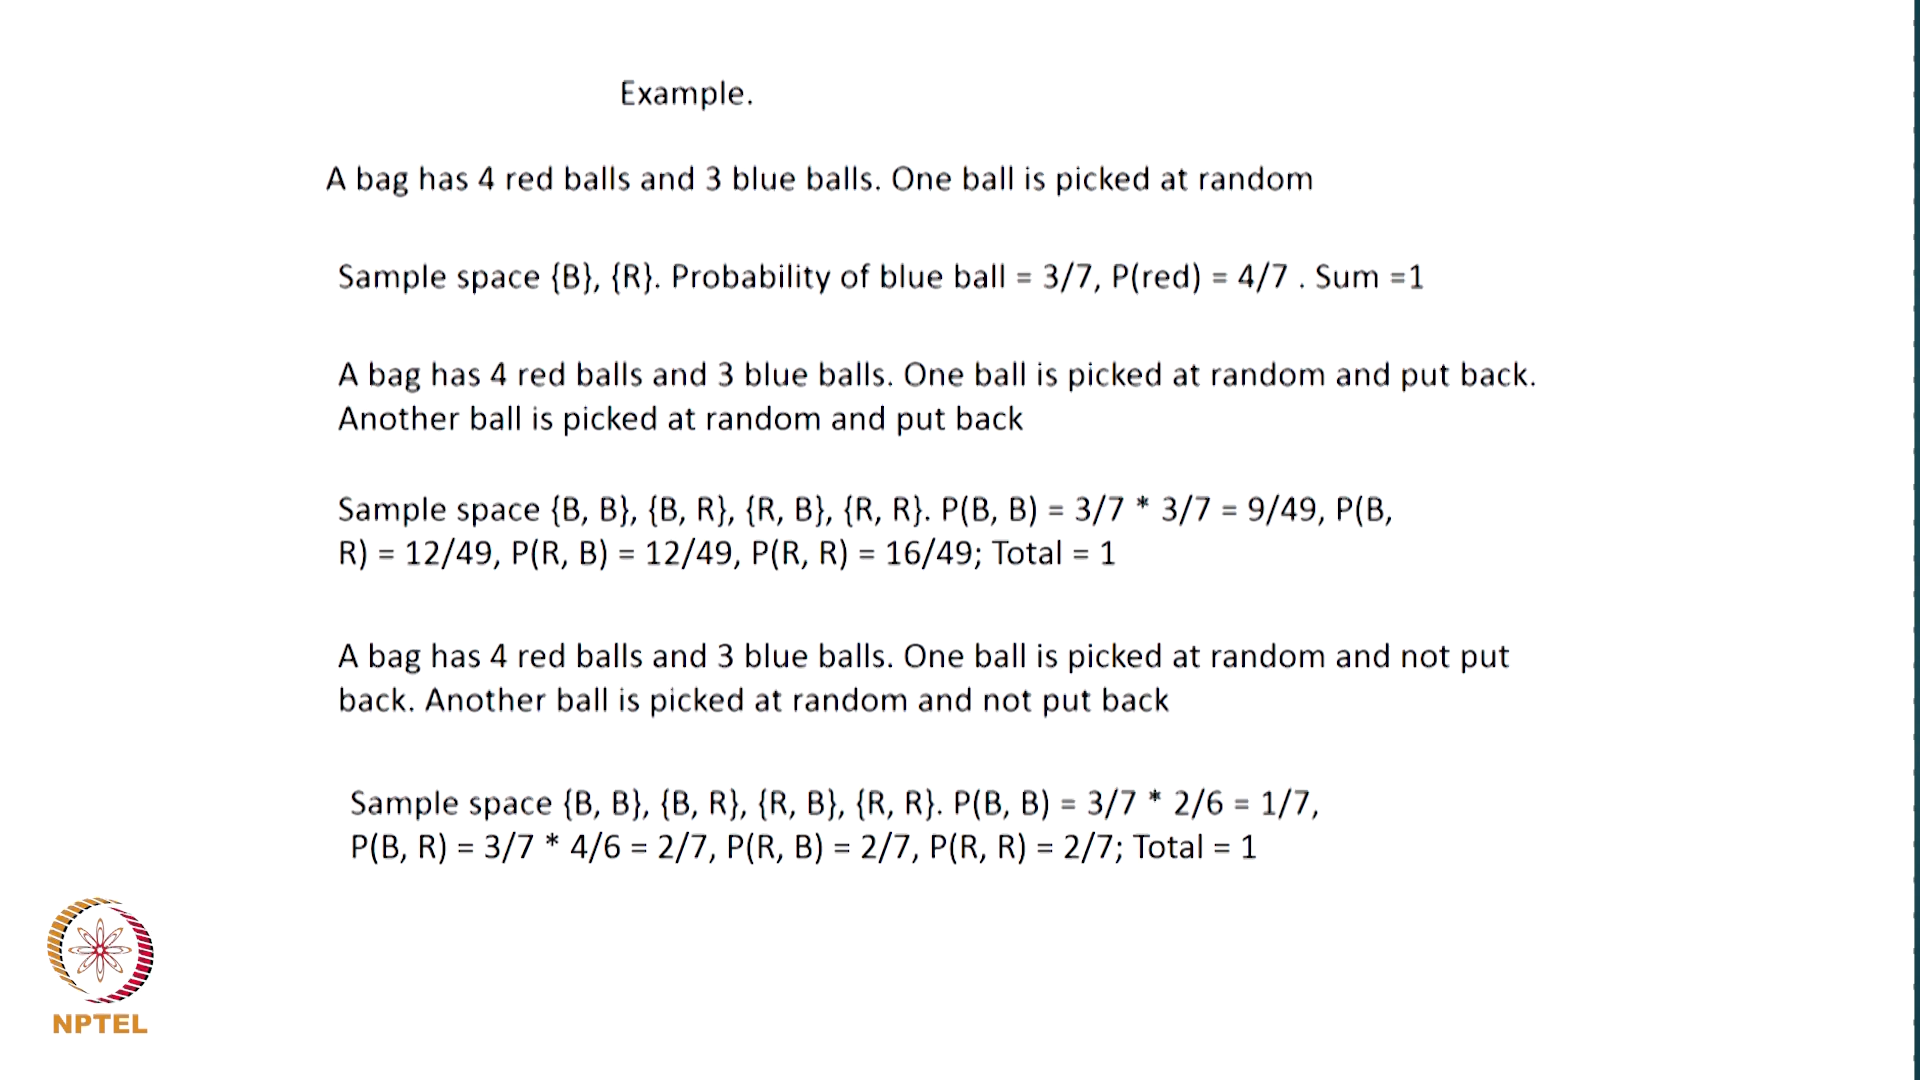 Example.
A bag has 4 red balls and 3 blue balls. One ball is picked at random
Sample space {B}, {R}. Probability of blue ball = 3/7, P(red) = 4/7 . Sum =1
A bag has 4 red balls and 3 blue balls. One ball is picked at random and put back.
Another ball is picked at random and put back
Sample space {B, B}, {B, R}, {R, B}, {R, R}. P(B, B) = 3/7 * 3/7 = 9/49, P(B,
R) = 12/49, P(R, B) = 12/49, P(R, R) = 16/49; Total = 1
A bag has 4 red balls and 3 blue balls. One ball is picked at random and not put
back. Another ball is picked at random and not put back
Sample space {B, B}, {B, R}, {R, B}, {R, R}. P(B, B) = 3/7 * 2/6 = 1/7,
P(B, R) = 3/7 * 4/6 = 2/7, P(R, B) = 2/7, P(R, R) = 2/7; Total = 1
NPTEL